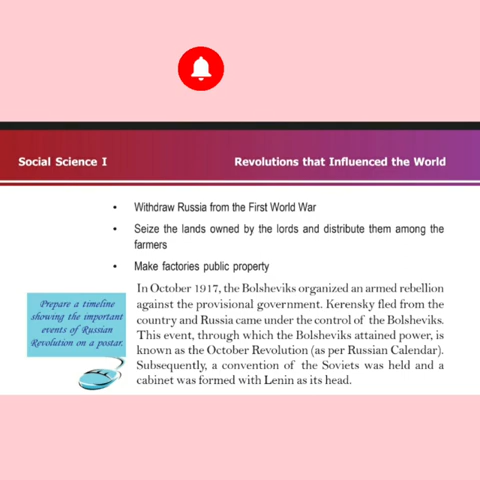 Social Science I
Revolutions that Influenced the World
• Withdraw Russia from the First World War
• Seize the lands owned by the lords and distribute them among the
farmers
• Make factories public property
Prepare a timeline
showing the important
events of Russian
Revolution on a postar.
In October 1917, the Bolsheviks organized an armed rebellion
against the provisional government. Kerensky fled from the
country and Russia came under the control of the Bolsheviks.
This event, through which the Bolsheviks attained power, is
known as the October Revolution (as per Russian Calendar).
Subsequently, a convention of the Soviets was held and a
cabinet was formed with Lenin as its head.